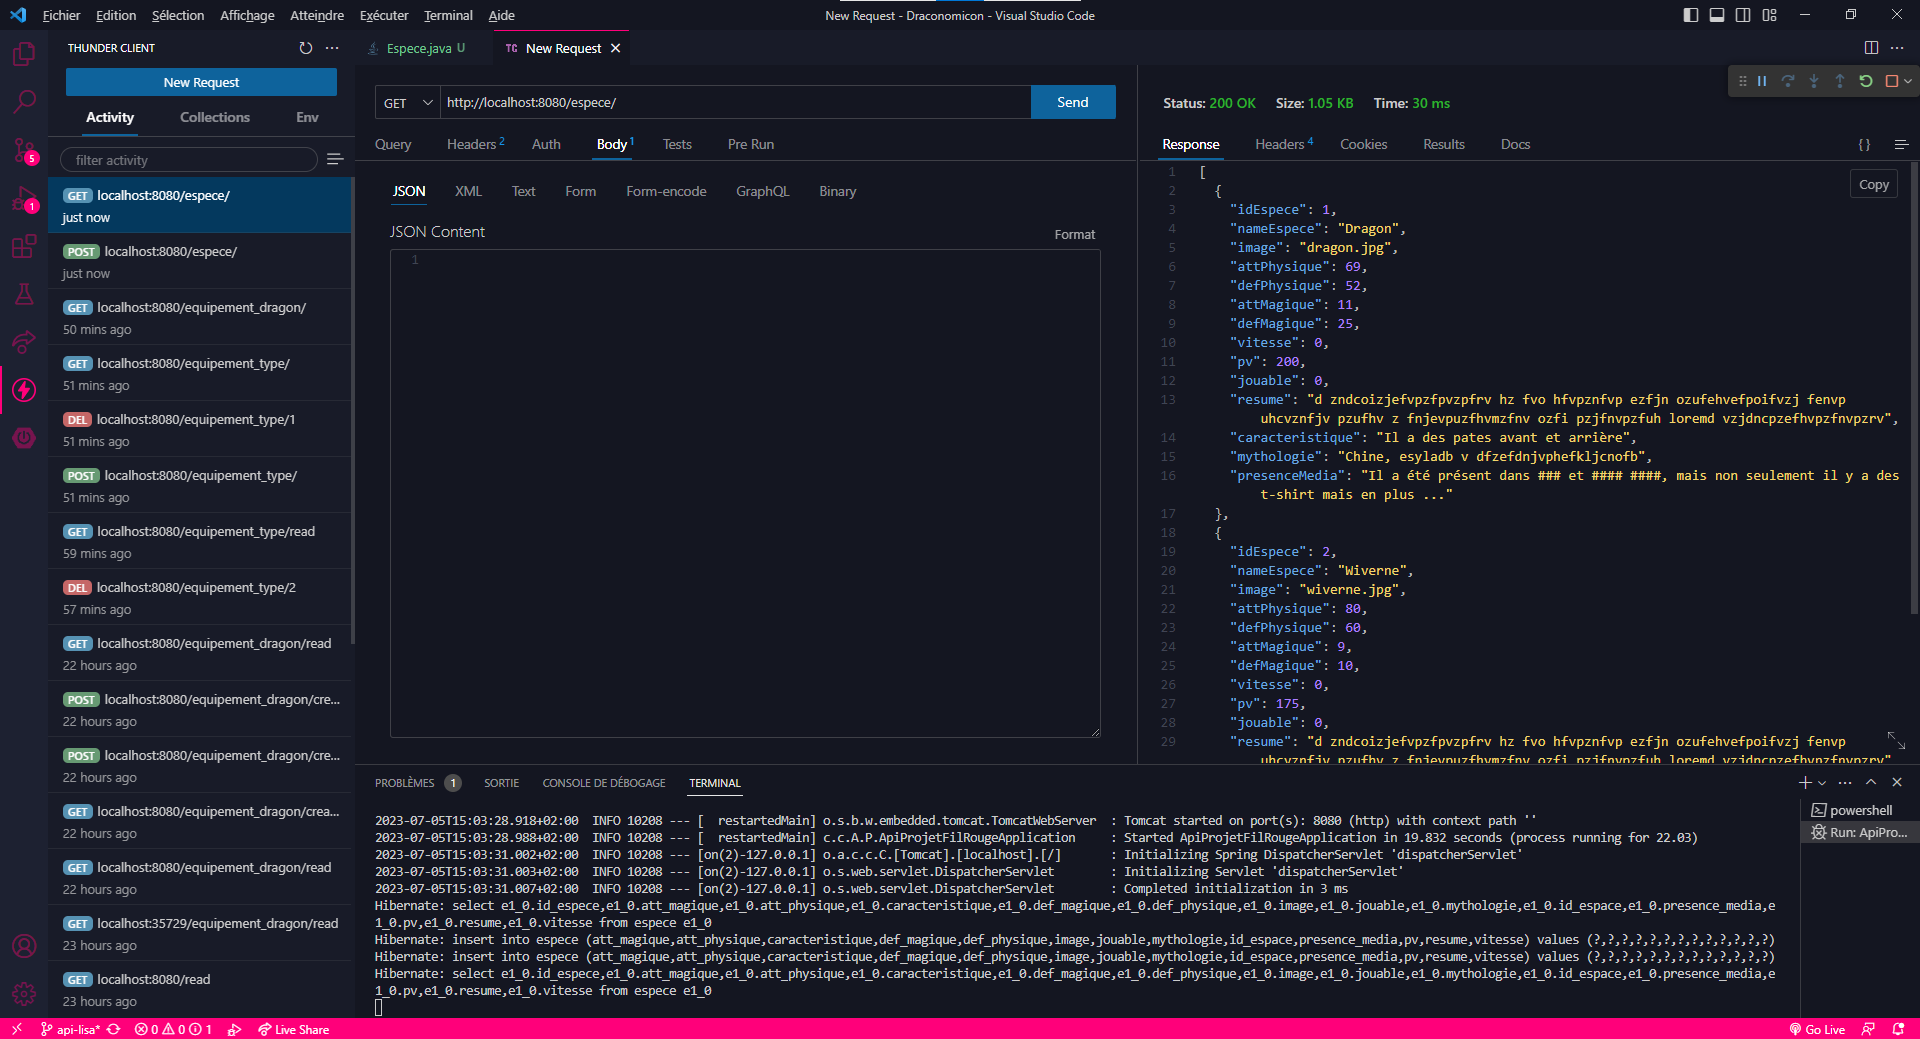 Fichier Edition Sélection Affichage Atteindre Exécuter Terminal Aide
New Request - Draconomicon - Visual Studio Code
THUNDER CLIENT
New Request
Activity Collections Env
filter activity
GET localhost:8080/espece/
just now
POST localhost:8080/espece/
just now
GET localhost:8080/equipement_dragon/
50 mins ago
GET localhost:8080/equipement_type/
51 mins ago
DEL localhost:8080/equipement_type/1
51 mins ago
POST localhost:8080/equipement_type/
51 mins ago
GET localhost:8080/equipement_type/read
59 mins ago
DEL localhost:8080/equipement_type/2
57 mins ago
GET localhost:8080/equipement_dragon/read
22 hours ago
POST localhost:8080/equipement_dragon/cre...
22 hours ago
POST localhost:8080/equipement_dragon/cre...
22 hours ago
GET localhost:8080/equipement_dragon/crea...
22 hours ago
GET localhost:8080/equipement_dragon/read
22 hours ago
GET localhost:35729/equipement_dragon/read
23 hours ago
GET localhost:8080/read
23 hours ago
5
1
Espece.java U
TC New Request
GET http://localhost:8080/espece/ Send
Query Headers 2 Auth Body 1 Tests Pre Run
JSON XML Text Form Form-encode GraphQL Binary
JSON Content
Format
1
Status: 200 OK Size: 1.05 KB Time: 30 ms
Response Headers 4 Cookies Results Docs { }
Copy
1 [
2 {
3 "idEspece": 1,
4 "nameEspece": "Dragon",
5 "image": "dragon.jpg",
6 "attPhysique": 69,
7 "defPhysique": 52,
8 "attMagique": 11,
9 "defMagique": 25,
10 "vitesse": 0,
11 "pv": 200,
12 "jouable": 0,
13 "resume": "d zndcoizjefvpzfpvzpfrv hz fvo hfvpznfvp ezfjn ozufehvefpoifvzj fenvp
uhcvznfjv pzufhv z fnjevpuzfhvmzfnv ozfi pzjfnvpzfuh loremd vzjdncpzefhvpzfnvpzrv",
14 "caracteristique": "Il a des pates avant et arrière",
15 "mythologie": "Chine, esyladb v dfzefdnjvphefkljcnofb",
16 "presenceMedia": "Il a été présent dans ### et #### ####, mais non seulement il y a des
t-shirt mais en plus ..."
17 },
18 {
19 "idEspece": 2,
20 "nameEspece": "Wiverne",
21 "image": "wiverne.jpg",
22 "attPhysique": 80,
23 "defPhysique": 60,
24 "attMagique": 9,
25 "defMagique": 10,
26 "vitesse": 0,
27 "pv": 175,
28 "jouable": 0,
29 "resume": "d zndcoizjefvpzfpvzpfrv hz fvo hfvpznfvp ezfjn ozufehvefpoifvzj fenvp
uhcvznfjv pzufhv z fnjevpuzfhvmzfnv ozfi pzjfnvpzfuh loremd vzjdncpzefhvpzfnvpzrv"
PROBLÈMES 1 SORTIE CONSOLE DE DÉBOGAGE TERMINAL
2023-07-05T15:03:28.918+02:00 INFO 10208 --- [ restartedMain] o.s.b.w.embedded.tomcat.TomcatWebServer : Tomcat started on port(s): 8080 (http) with context path ''
2023-07-05T15:03:28.988+02:00 INFO 10208 --- [ restartedMain] c.c.A.P.ApiProjetFilRougeApplication : Started ApiProjetFilRougeApplication in 19.832 seconds (process running for 22.03)
2023-07-05T15:03:31.002+02:00 INFO 10208 --- [on(2)-127.0.0.1] o.a.c.c.C.[Tomcat].[localhost].[/] : Initializing Spring DispatcherServlet 'dispatcherServlet'
2023-07-05T15:03:31.003+02:00 INFO 10208 --- [on(2)-127.0.0.1] o.s.web.servlet.DispatcherServlet : Initializing Servlet 'dispatcherServlet'
2023-07-05T15:03:31.007+02:00 INFO 10208 --- [on(2)-127.0.0.1] o.s.web.servlet.DispatcherServlet : Completed initialization in 3 ms
Hibernate: select e1_0.id_espece,e1_0.att_magique,e1_0.att_physique,e1_0.caracteristique,e1_0.def_magique,e1_0.def_physique,e1_0.image,e1_0.jouable,e1_0.mythologie,e1_0.id_espace,e1_0.presence_media,e
1_0.pv,e1_0.resume,e1_0.vitesse from espece e1_0
Hibernate: insert into espece (att_magique,att_physique,caracteristique,def_magique,def_physique,image,jouable,mythologie,id_espace,presence_media,pv,resume,vitesse) values (?,?,?,?,?,?,?,?,?,?,?,?,?)
Hibernate: insert into espece (att_magique,att_physique,caracteristique,def_magique,def_physique,image,jouable,mythologie,id_espace,presence_media,pv,resume,vitesse) values (?,?,?,?,?,?,?,?,?,?,?,?,?)
Hibernate: select e1_0.id_espece,e1_0.att_magique,e1_0.att_physique,e1_0.caracteristique,e1_0.def_magique,e1_0.def_physique,e1_0.image,e1_0.jouable,e1_0.mythologie,e1_0.id_espace,e1_0.presence_media,e
1_0.pv,e1_0.resume,e1_0.vitesse from espece e1_0
powershell
Run: ApiPro...
api-lisa* 0 0 1 Live Share
Go Live